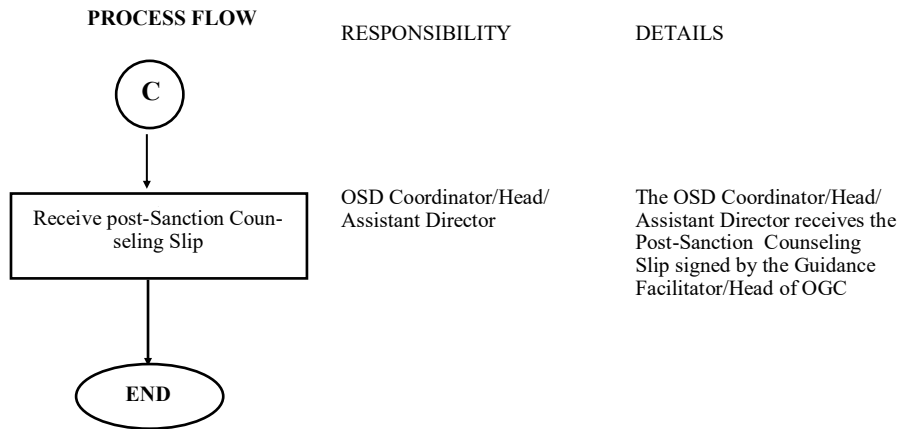 PROCESS FLOW
RESPONSIBILITY
DETAILS
C
Receive post-Sanction Coun-
seling Slip
OSD Coordinator/Head/
Assistant Director
The OSD Coordinator/Head/
Assistant Director receives the
Post-Sanction Counseling
Slip signed by the Guidance
Facilitator/Head of OGC
END